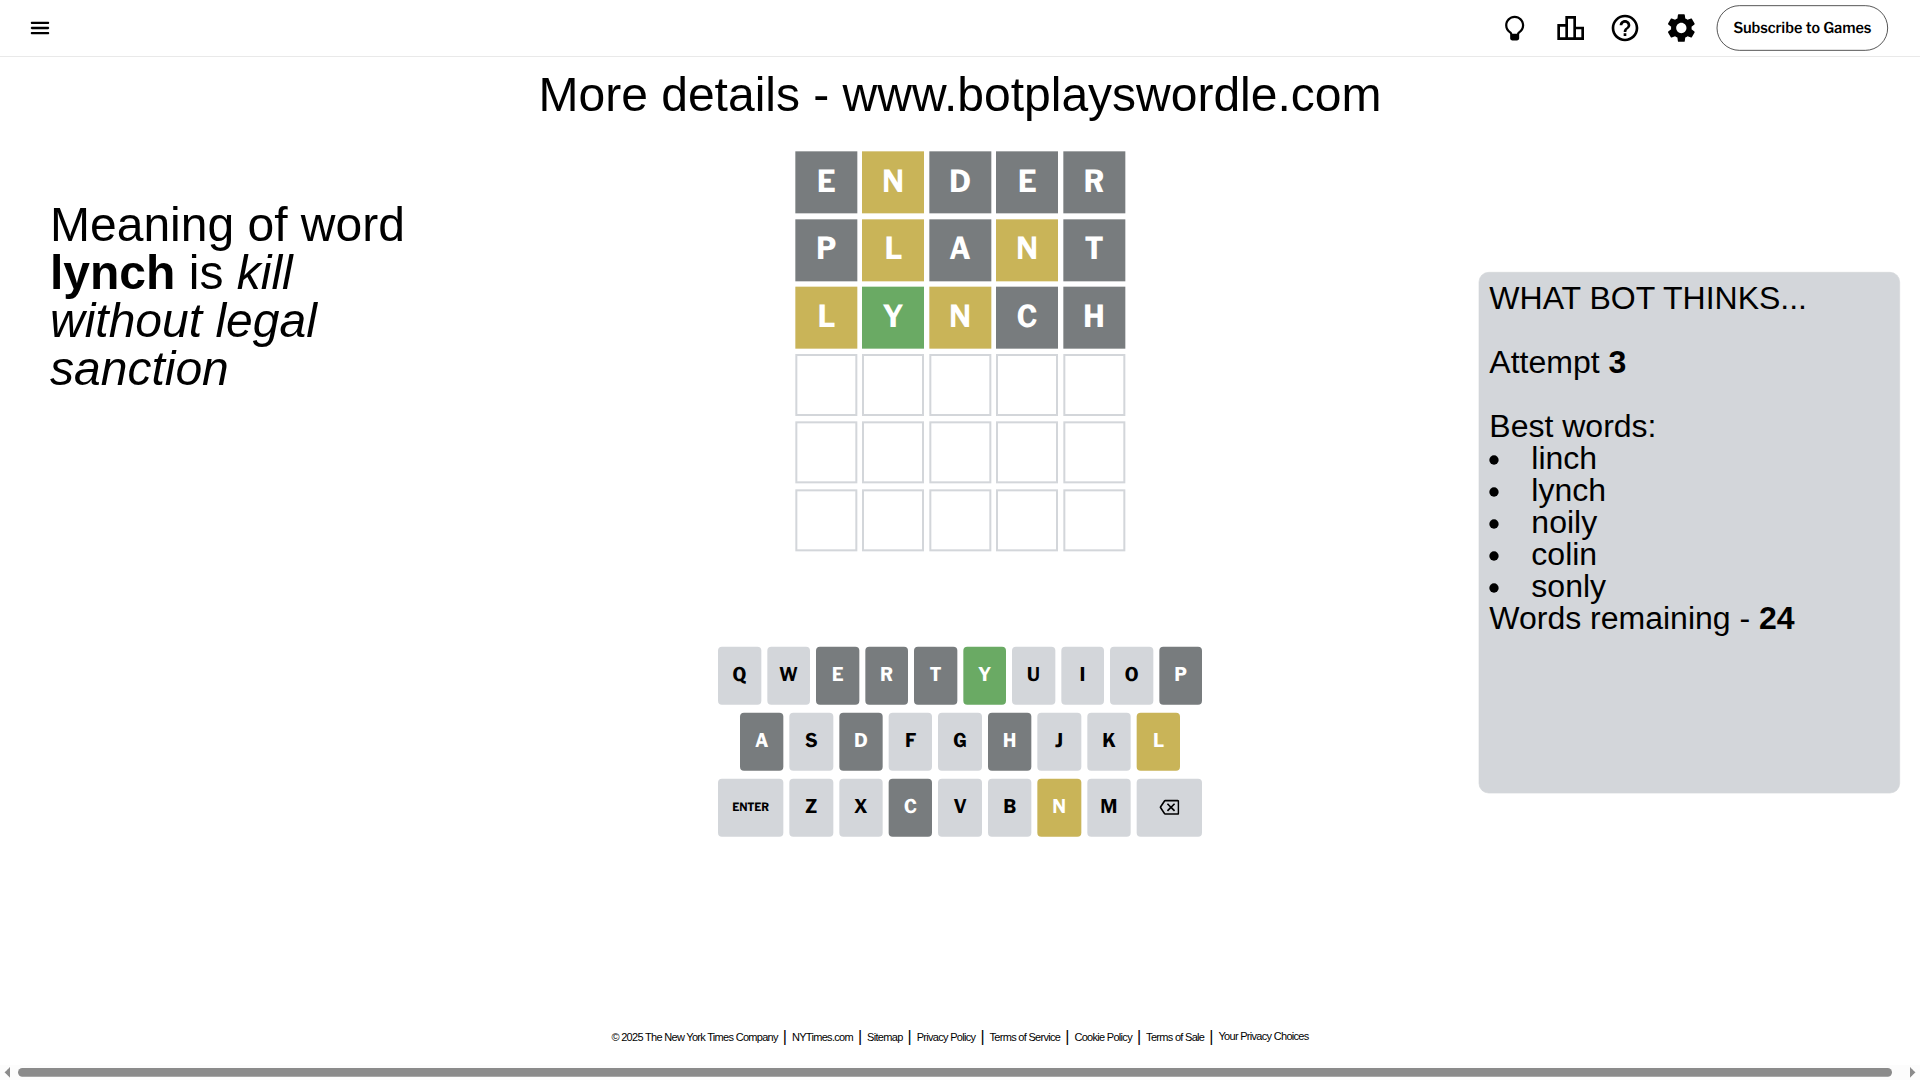 Subscribe to Games
More details - www.botplayswordle.com
Meaning of word
lynch is kill
without legal
sanction
E N D E R
P L A N T
L Y N C H
WHAT BOT THINKS...
Attempt 3
Best words:
• linch
• lynch
• noily
• colin
• sonly
Words remaining - 24
Q W E R T Y U I O P
A S D F G H J K L
ENTER Z X C V B N M
© 2025 The New York Times Company | NYTimes.com | Sitemap | Privacy Policy | Terms of Service | Cookie Policy | Terms of Sale | Your Privacy Choices